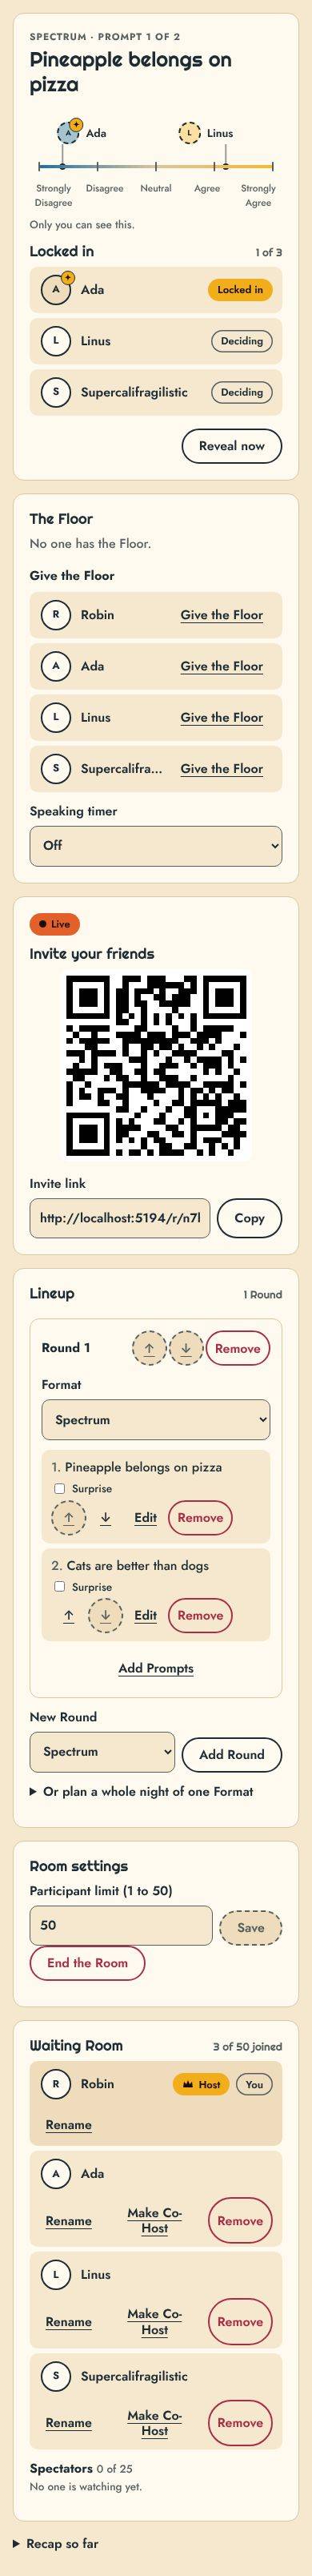 SPECTRUM · PROMPT 1 OF 2
Pineapple belongs on
pizza
A Ada
L Linus
Strongly Disagree
Disagree
Neutral
Agree
Strongly Agree
Only you can see this.
Locked in 1 of 3
A Ada Locked in
L Linus Deciding
S Supercalifragilistic Deciding
Reveal now
The Floor
No one has the Floor.
Give the Floor
R Robin Give the Floor
A Ada Give the Floor
L Linus Give the Floor
S Supercalifra... Give the Floor
Speaking timer
Off
Live
Invite your friends
Invite link
http://localhost:5194/r/n7l Copy
Lineup 1 Round
Round 1 ↑ ↓ Remove
Format
Spectrum
1. Pineapple belongs on pizza
Surprise
↑ ↓ Edit Remove
2. Cats are better than dogs
Surprise
↑ ↓ Edit Remove
Add Prompts
New Round
Spectrum Add Round
Or plan a whole night of one Format
Room settings
Participant limit (1 to 50)
50 Save
End the Room
Waiting Room 3 of 50 joined
R Robin Host You
Rename
A Ada
Rename Make Co-Host Remove
L Linus
Rename Make Co-Host Remove
S Supercalifragilistic
Rename Make Co-Host Remove
Spectators 0 of 25
No one is watching yet.
Recap so far